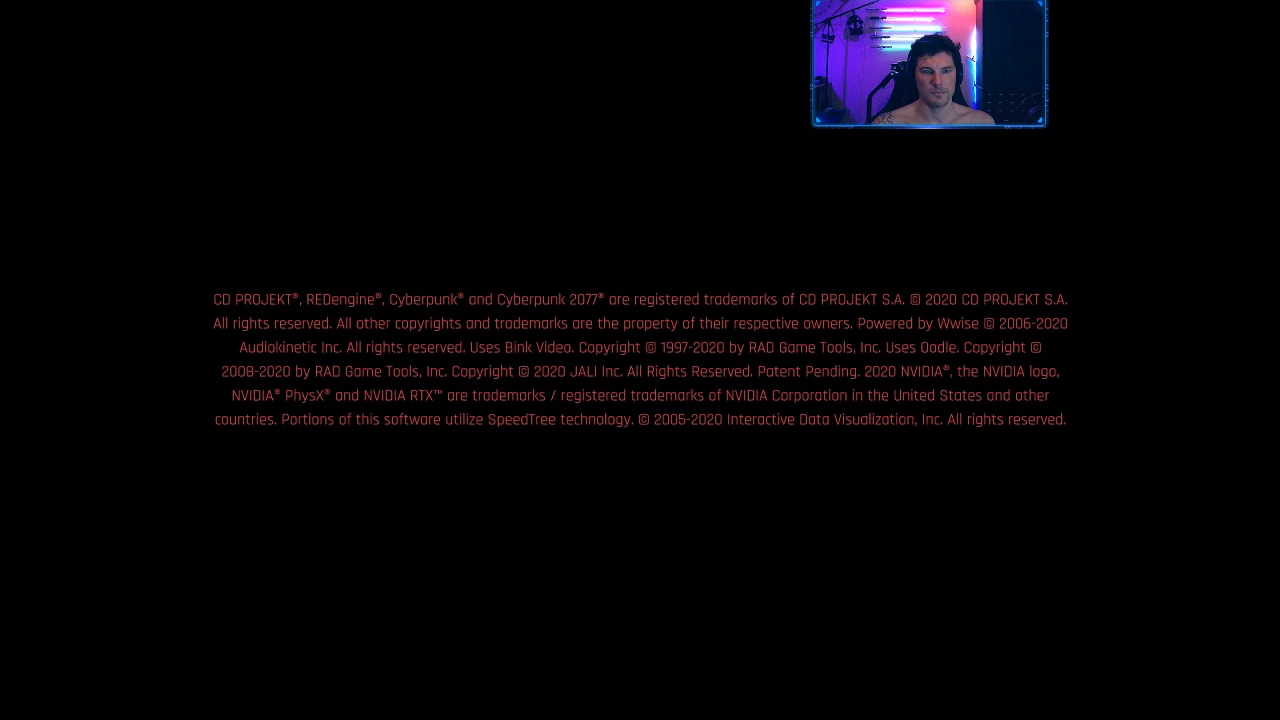 CD PROJEKT®, REDengine®, Cyberpunk® and Cyberpunk 2077® are registered trademarks of CD PROJEKT S.A. © 2020 CD PROJEKT S.A.
All rights reserved. All other copyrights and trademarks are the property of their respective owners. Powered by Wwise © 2006-2020
Audiokinetic Inc. All rights reserved. Uses Bink Video. Copyright © 1997-2020 by RAD Game Tools, Inc. Uses Oodle. Copyright ©
2008-2020 by RAD Game Tools, Inc. Copyright © 2020 JALI Inc. All Rights Reserved. Patent Pending. 2020 NVIDIA®, the NVIDIA logo,
NVIDIA® PhysX® and NVIDIA RTX™ are trademarks / registered trademarks of NVIDIA Corporation in the United States and other
countries. Portions of this software utilize SpeedTree technology. © 2005-2020 Interactive Data Visualization, Inc. All rights reserved.